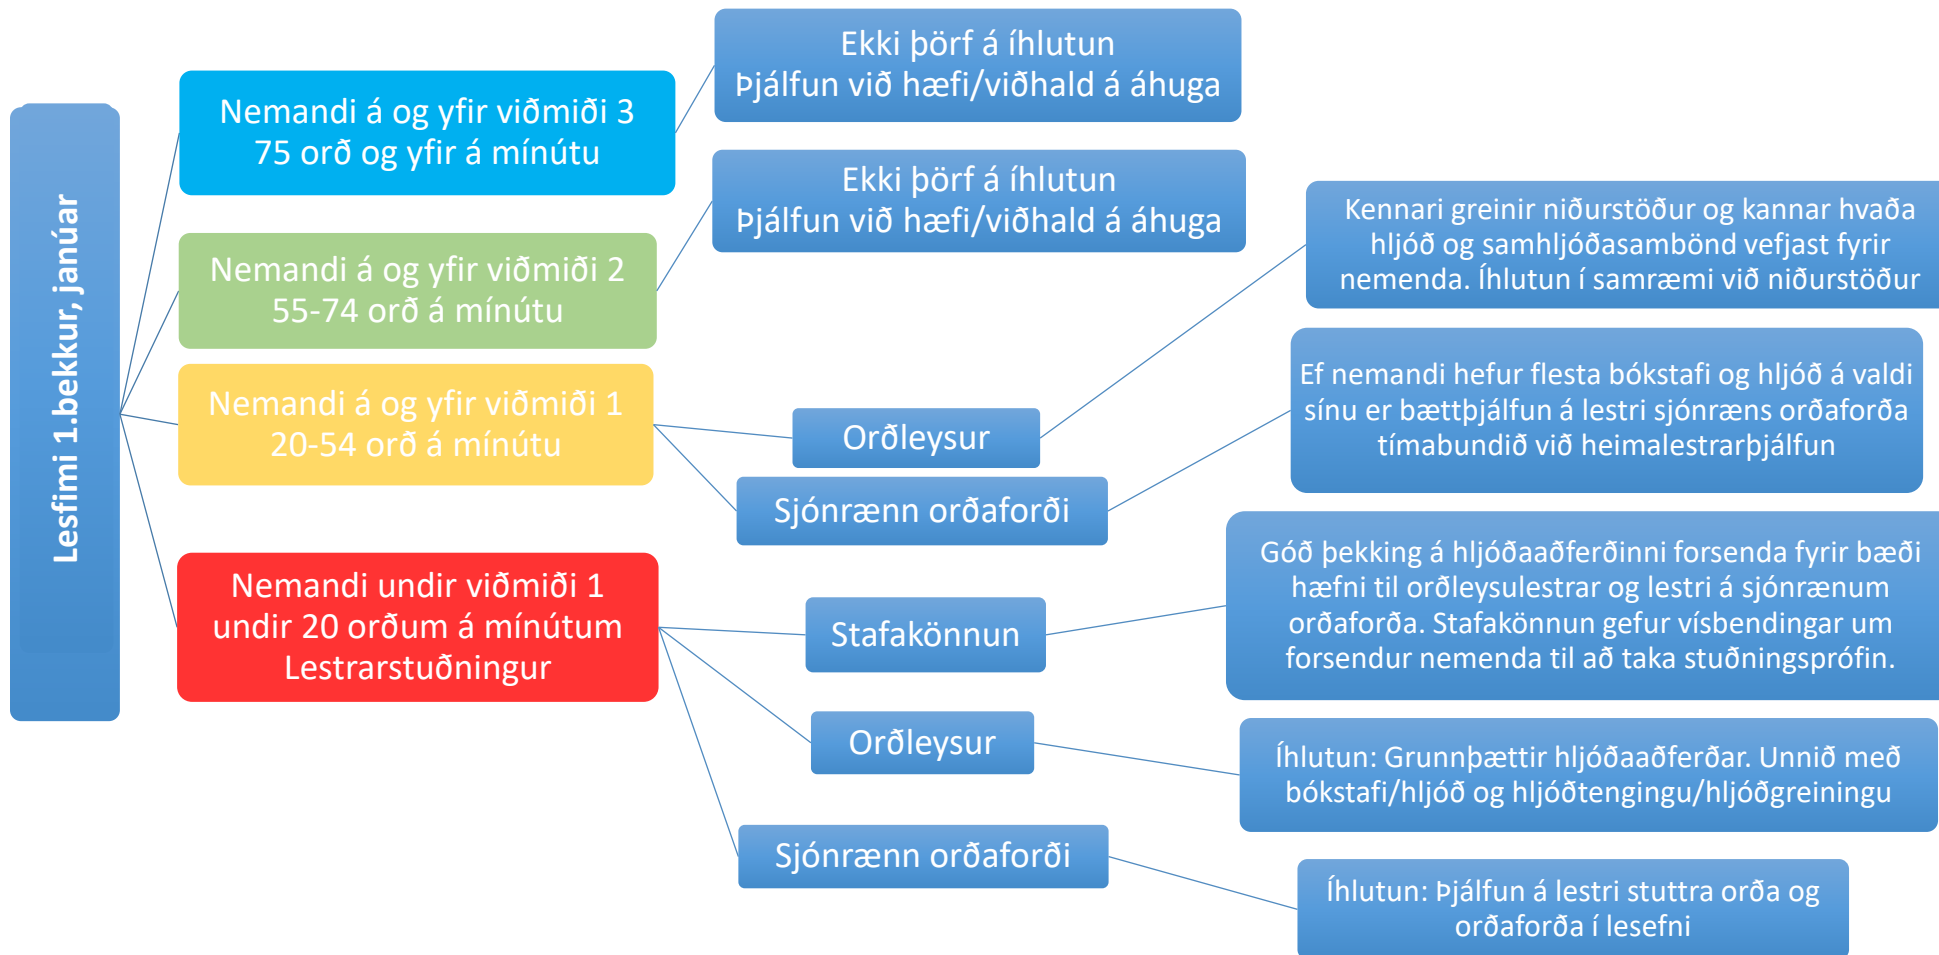 Lesfimi 1.bekkur, janúar
Nemandi á og yfir viðmiði 3
75 orð og yfir á mínútu
Ekki þörf á íhlutun
Þjálfun við hæfi/viðhald á áhuga
Nemandi á og yfir viðmiði 2
55-74 orð á mínútu
Ekki þörf á íhlutun
Þjálfun við hæfi/viðhald á áhuga
Nemandi á og yfir viðmiði 1
20-54 orð á mínútu
Orðleysur
Kennari greinir niðurstöður og kannar hvaða
hljóð og samhljóðasambönd vefjast fyrir
nemenda. Íhlutun í samræmi við niðurstöður
Sjónrænn orðaforði
Ef nemandi hefur flesta bókstafi og hljóð á valdi
sínu er bættþjálfun á lestri sjónræns orðaforða
tímabundið við heimalestrarþjálfun
Nemandi undir viðmiði 1
undir 20 orðum á mínútum
Lestrarstuðningur
Stafakönnun
Góð þekking á hljóðaaðferðinni forsenda fyrir bæði
hæfni til orðleysulestrar og lestri á sjónrænum
orðaforða. Stafakönnun gefur vísbendingar um
forsendur nemenda til að taka stuðningsprófin.
Orðleysur
Íhlutun: Grunnþættir hljóðaaðferðar. Unnið með
bókstafi/hljóð og hljóðtengingu/hljóðgreiningu
Sjónrænn orðaforði
Íhlutun: Þjálfun á lestri stuttra orða og
orðaforða í lesefni